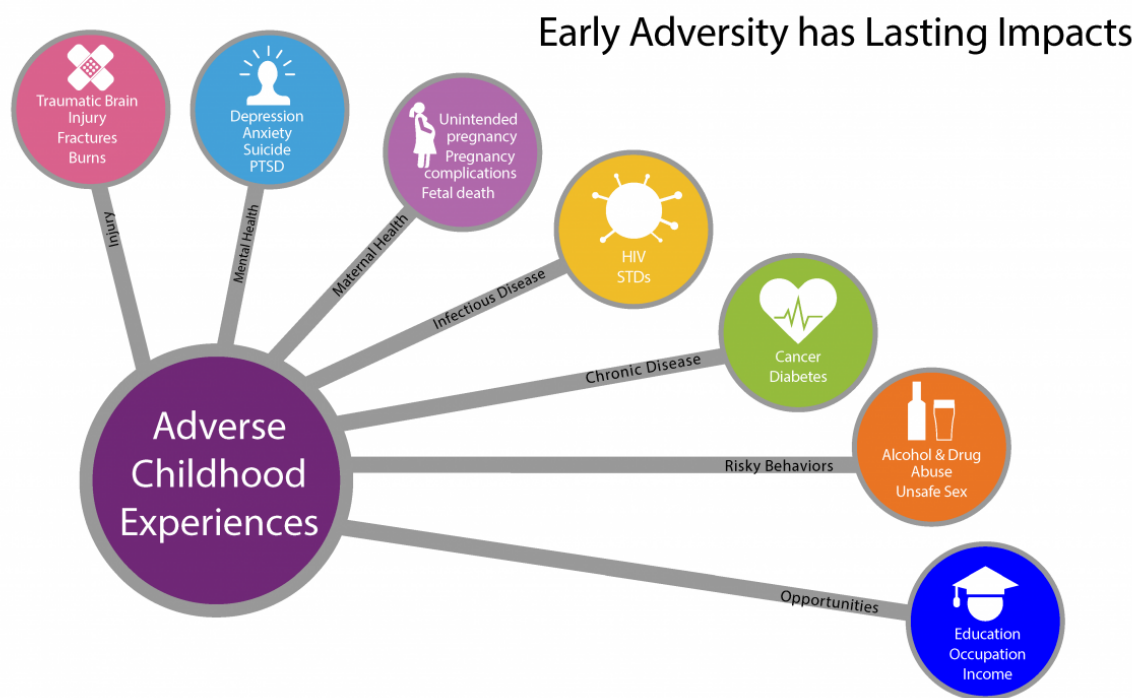 Early Adversity has Lasting Impacts
Traumatic Brain
Injury
Fractures
Burns
Depression
Anxiety
Suicide
PTSD
Unintended
pregnancy
Pregnancy
complications
Fetal death
HIV
STDs
Cancer
Diabetes
Alcohol & Drug
Abuse
Unsafe Sex
Education
Occupation
Income
Injury
Mental Health
Maternal Health
Infectious Disease
Chronic Disease
Risky Behaviors
Opportunities
Adverse
Childhood
Experiences